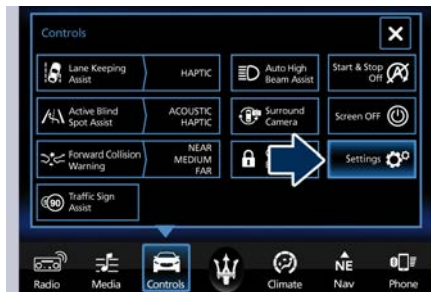 Controls
Lane Keeping
Assist
HAPTIC
Auto High
Beam Assist
Start & Stop
Off
Active Blind
Spot Assist
ACOUSTIC
HAPTIC
Surround
Camera
Screen OFF
Forward Collision
Warning
NEAR
MEDIUM
FAR
Settings
90
Traffic Sign
Assist
Radio
Media
Controls
Climate
NE
Nav
Phone